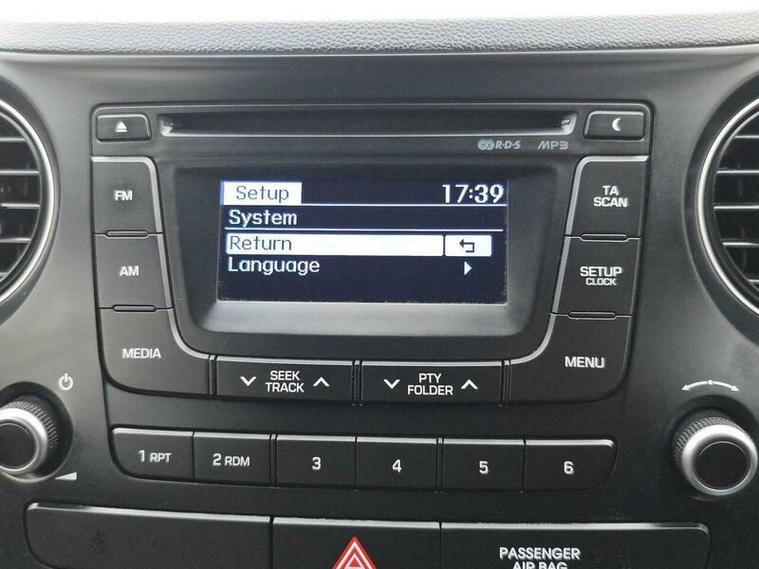 R·D·S MP3
FM
TA
SCAN
Setup 17:39
System
Return
Language
AM
SETUP
CLOCK
MEDIA
MENU
SEEK
TRACK
PTY
FOLDER
1 RPT
2 RDM
3
4
5
6
PASSENGER
AIR BAG